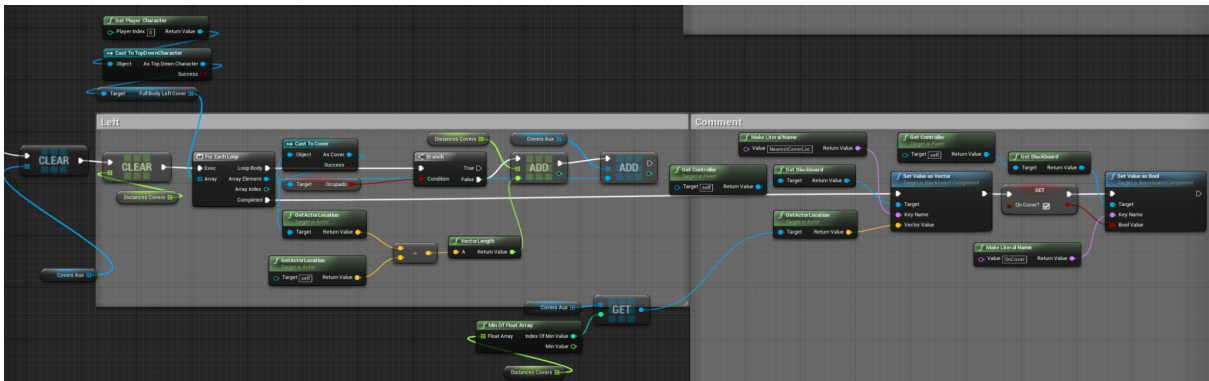 Get Player Character
Player Index 0 Return Value
Cast To TopDownCharacter
Object As Top Down Character
Success
Target Full Body Left Cover
CLEAR
Covers Aux
Left
CLEAR
Distances Covers
For Each Loop
Exec Loop Body
Array Array Element
Array Index
Completed
Cast To Cover
Object As Cover
Success
Target Ocupado
Branch
True
Condition False
Distances Covers
ADD
Covers Aux
ADD
GetActorLocation
Target is Actor
Target Return Value
GetActorLocation
Target is Actor
Target self Return Value
-
VectorLength
A Return Value
Covers Aux
GET
Min Of Float Array
Float Array Index Of Min Value
Min Value
Distances Covers
Comment
Make Literal Name
Value NearestCoverLoc Return Value
Get Controller
Target is Pawn
Target self Return Value
Get Blackboard
Target Return Value
GetActorLocation
Target is Actor
Target Return Value
Set Value as Vector
Target is Blackboard Component
Target
Key Name
Vector Value
Get Controller
Target is Pawn
Target self Return Value
Get Blackboard
Target Return Value
SET
On Cover?
Make Literal Name
Value OnCover Return Value
Set Value as Bool
Target is Blackboard Component
Target
Key Name
Bool Value